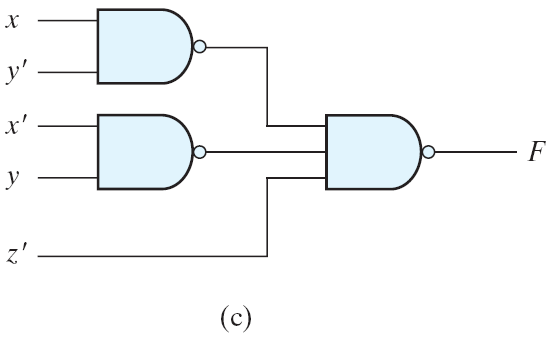 x
y′
x′
y
z′
F
(c)